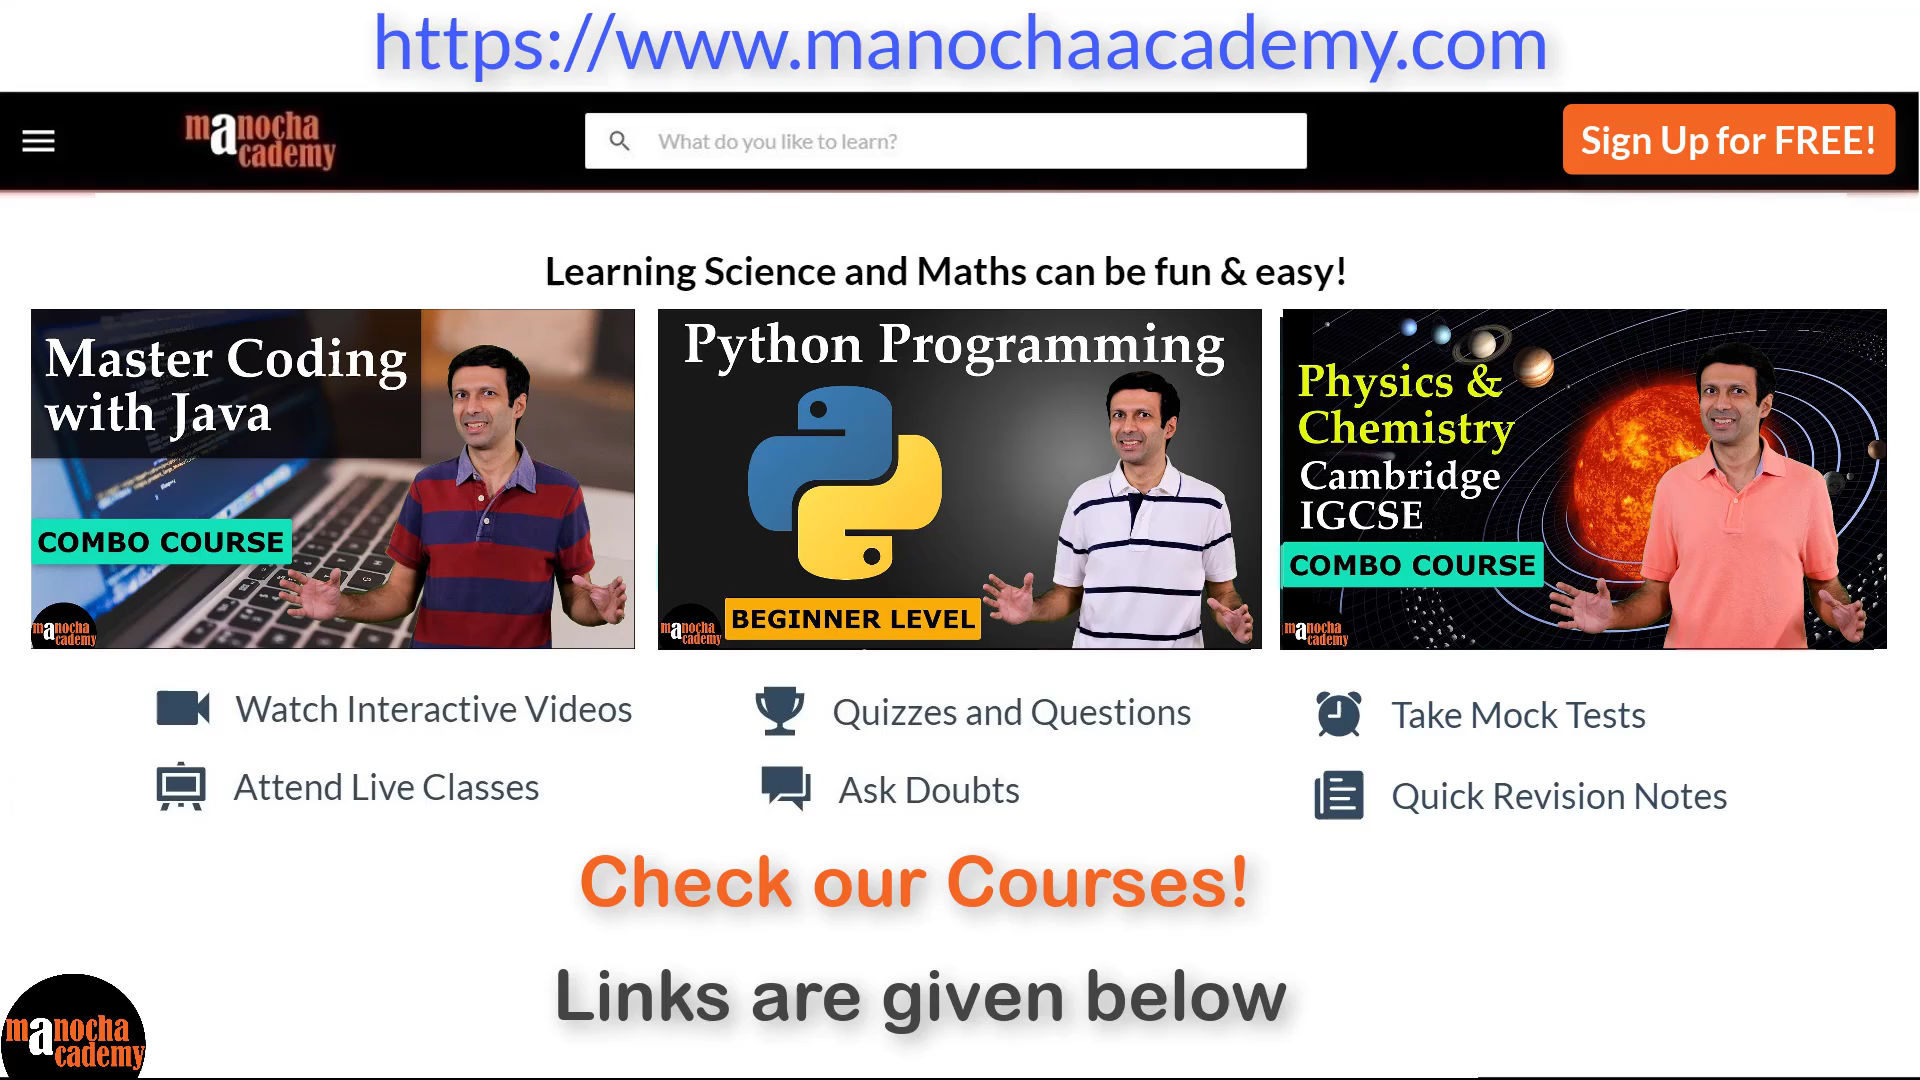 https://www.manochaacademy.com
manocha
academy
What do you like to learn?
Sign Up for FREE!
Learning Science and Maths can be fun & easy!
Master Coding
with Java
COMBO COURSE
manocha
academy
Python Programming
BEGINNER LEVEL
manocha
academy
Physics &
Chemistry
Cambridge
IGCSE
COMBO COURSE
manocha
academy
Watch Interactive Videos
Quizzes and Questions
Take Mock Tests
Attend Live Classes
Ask Doubts
Quick Revision Notes
Check our Courses!
Links are given below
manocha
academy